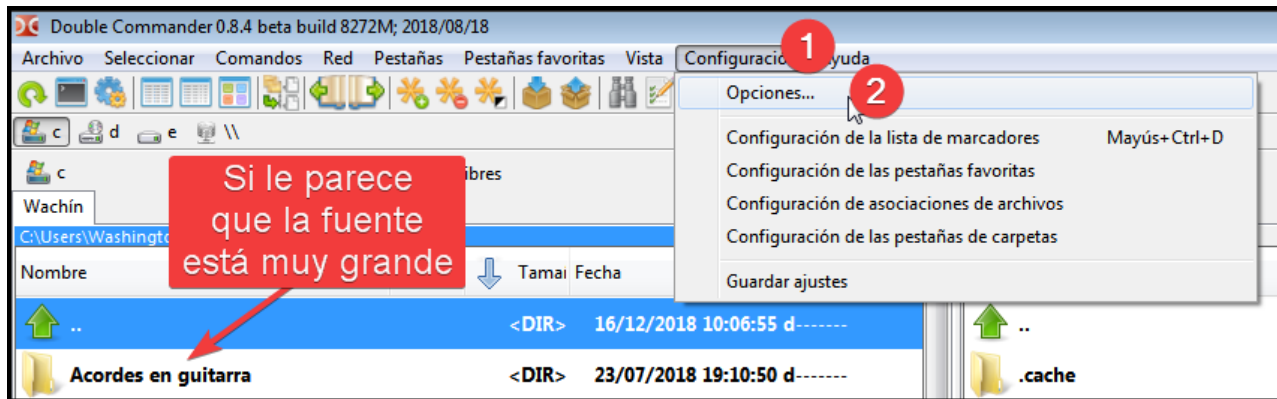 Double Commander 0.8.4 beta build 8272M; 2018/08/18
Archivo Seleccionar Comandos Red Pestañas Pestañas favoritas Vista Configuració 1 yuda
Opciones... 2
c d e \\
Configuración de la lista de marcadores Mayús+Ctrl+D
c ibres
Configuración de las pestañas favoritas
Wachín
Configuración de asociaciones de archivos
C:\Users\Washingto
Configuración de las pestañas de carpetas
Si le parece
que la fuente
está muy grande
Nombre Tamai Fecha
Guardar ajustes
.. <DIR> 16/12/2018 10:06:55 d-------
..
Acordes en guitarra <DIR> 23/07/2018 19:10:50 d-------
.cache